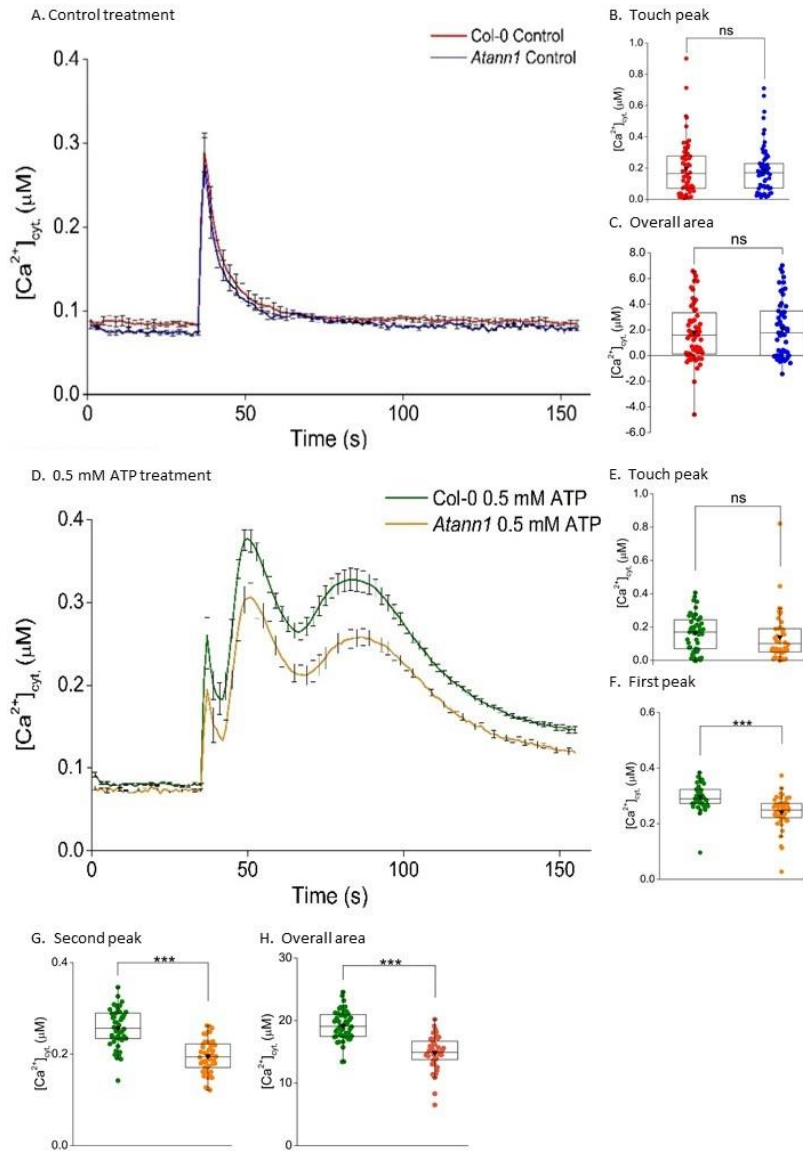 A. Control treatment
Col-0 Control
Atann1 Control
0.4
0.3
0.2
0.1
0.0
[Ca²⁺]cyt. (μM)
0
50
100
150
Time (s)
B. Touch peak
ns
1.0
0.8
0.6
0.4
0.2
0.0
[Ca²⁺]cyt. (μM)
C. Overall area
ns
8.0
6.0
4.0
2.0
0.0
-2.0
-4.0
-6.0
[Ca²⁺]cyt. (μM)
D. 0.5 mM ATP treatment
Col-0 0.5 mM ATP
Atann1 0.5 mM ATP
0.4
0.3
0.2
0.1
0.0
[Ca²⁺]cyt. (μM)
0
50
100
150
Time (s)
E. Touch peak
ns
1.0
0.8
0.6
0.4
0.2
0.0
[Ca²⁺]cyt. (μM)
F. First peak
***
0.6
0.4
0.2
0.0
[Ca²⁺]cyt. (μM)
G. Second peak
***
0.4
0.2
0.0
[Ca²⁺]cyt. (μM)
H. Overall area
***
30
20
10
0
[Ca²⁺]cyt. (μM)